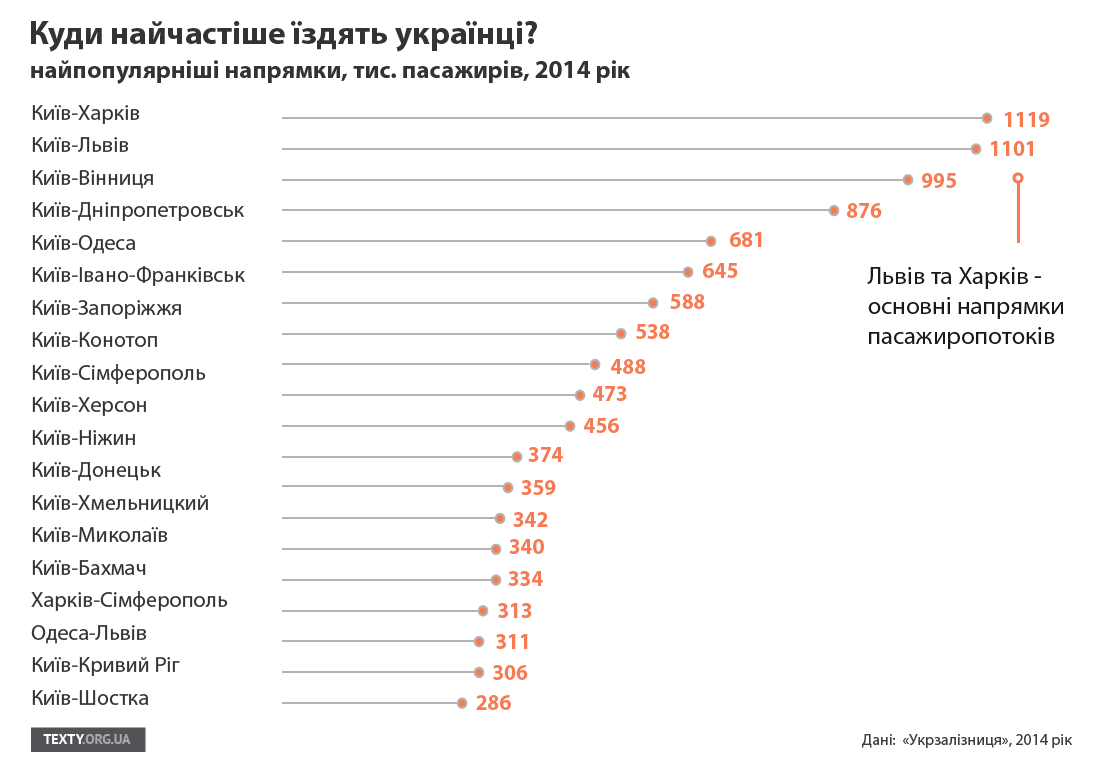 Куди найчастіше їздять українці?
найпопулярніші напрямки, тис. пасажирів, 2014 рік
Київ-Харків 1119
Київ-Львів 1101
Київ-Вінниця 995
Київ-Дніпропетровськ 876
Київ-Одеса 681
Київ-Івано-Франківськ 645
Київ-Запоріжжя 588
Київ-Конотоп 538
Київ-Сімферополь 488
Київ-Херсон 473
Київ-Ніжин 456
Київ-Донецьк 374
Київ-Хмельницкий 359
Київ-Миколаїв 342
Київ-Бахмач 340
Харків-Сімферополь 334
Одеса-Львів 313
Київ-Кривий Ріг 311
Київ-Шостка 306
286
Львів та Харків -
основні напрямки
пасажиропотоків
TEXTY.ORG.UA
Дані: «Укрзалізниця», 2014 рік